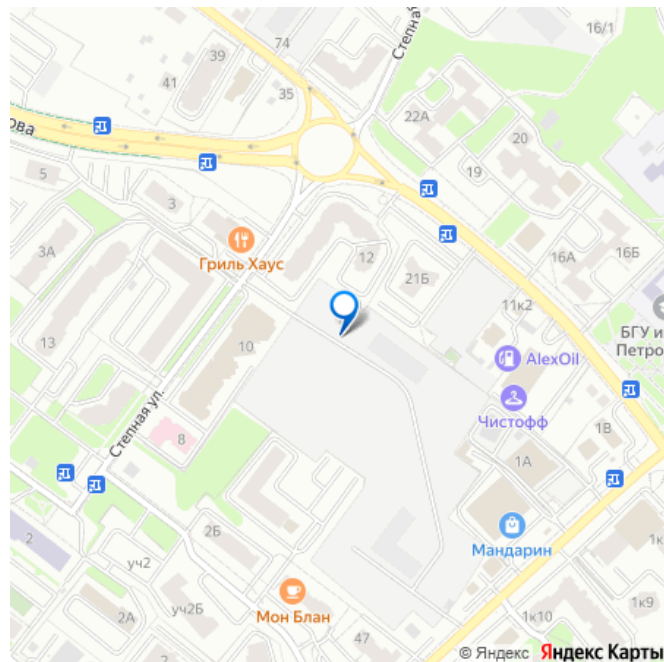 16/1
74
Степная
39
41
35
22А
20
ова
5
3
19
Гриль Хаус
12
21Б
16А
16Б
3А
11к2
БГУ и
Петро
AlexOil
13
10
Степная ул.
Чистофф
8
1В
1А
2
2Б
Мандарин
уч2
1к
2А
уч2Б
Мон Блан
47
1к10
1к9
© Яндекс Яндекс Карты